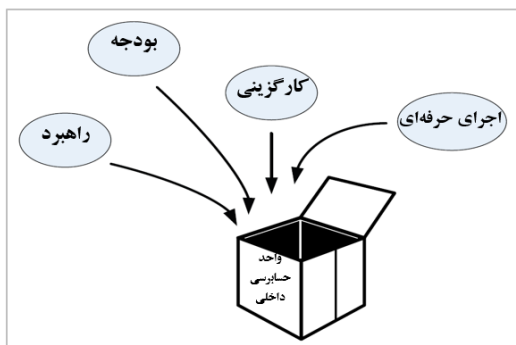 بودجه
کارگزینی
اجرای حرفه‌ای
راهبرد
واحد
حسابرسی
داخلی